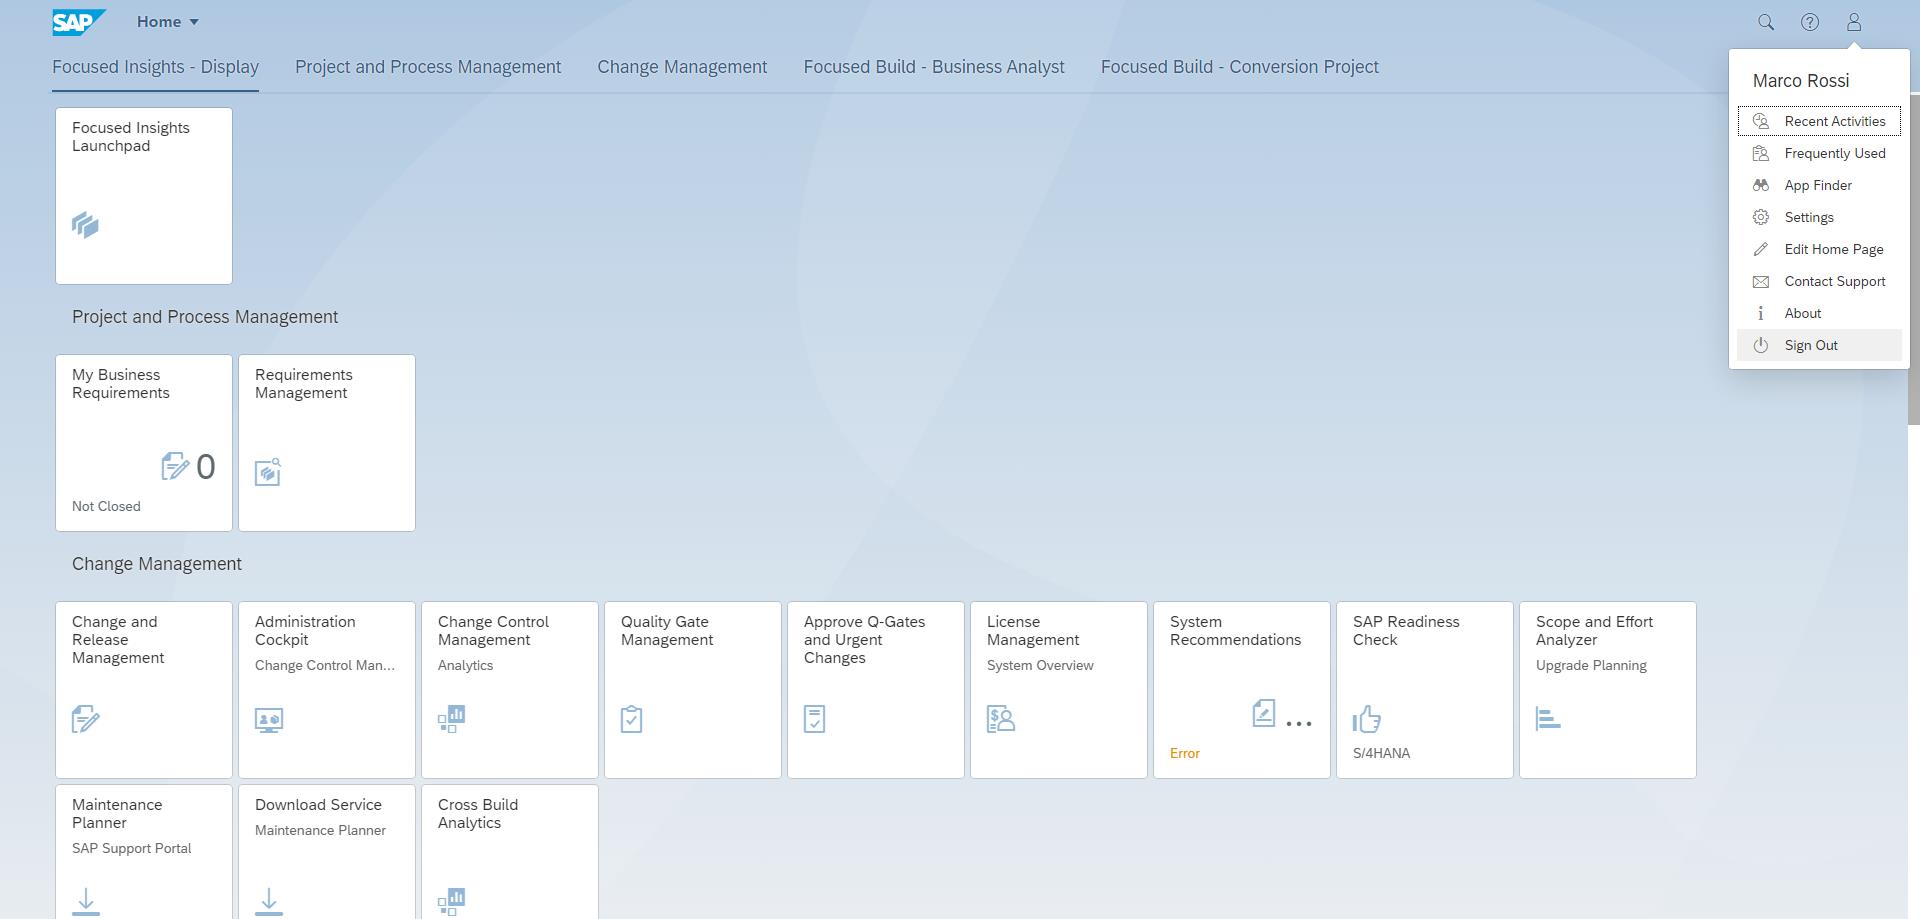 SAP
Home
Focused Insights - Display
Project and Process Management
Change Management
Focused Build - Business Analyst
Focused Build - Conversion Project
Marco Rossi
Recent Activities
Frequently Used
App Finder
Settings
Edit Home Page
Contact Support
About
Sign Out
Focused Insights
Launchpad
Project and Process Management
My Business
Requirements
0
Not Closed
Requirements
Management
Change Management
Change and
Release
Management
Administration
Cockpit
Change Control Man...
Change Control
Management
Analytics
Quality Gate
Management
Approve Q-Gates
and Urgent
Changes
License
Management
System Overview
System
Recommendations
...
Error
SAP Readiness
Check
S/4HANA
Scope and Effort
Analyzer
Upgrade Planning
Maintenance
Planner
SAP Support Portal
Download Service
Maintenance Planner
Cross Build
Analytics